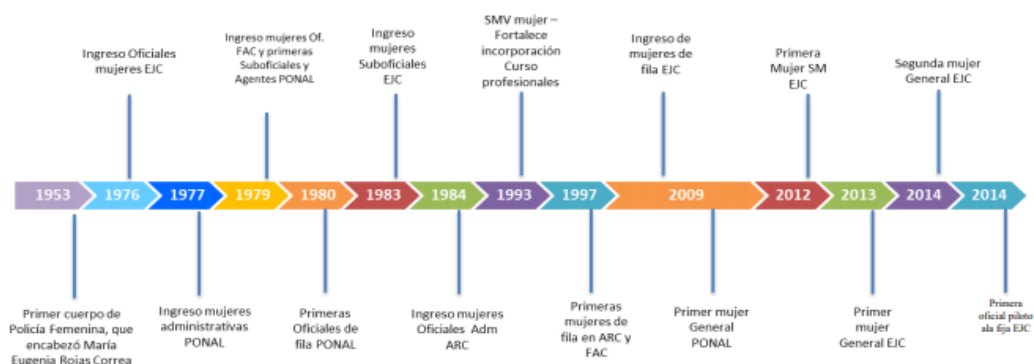 Ingreso Oficiales
mujeres EJC
Ingreso mujeres Of.
FAC y primeras
Suboficiales y
Agentes PONAL
Ingreso
mujeres
Suboficiales
EJC
SMV mujer –
Fortalece
incorporación
Curso
profesionales
Ingreso de
mujeres de
fila EJC
Primera
Mujer SM
EJC
Segunda mujer
General EJC
1953
1976
1977
1979
1980
1983
1984
1993
1997
2009
2012
2013
2014
2014
Primer cuerpo de
Policía Femenina, que
encabezó María
Eugenia Rojas Correa
Ingreso mujeres
administrativas
PONAL
Primeras
Oficiales de
fila PONAL
Ingreso mujeres
Oficiales Adm
ARC
Primeras
mujeres de
fila en ARC y
FAC
Primer mujer
General
PONAL
Primer
mujer
General EJC
Primera
oficial piloto
ala fija EJC